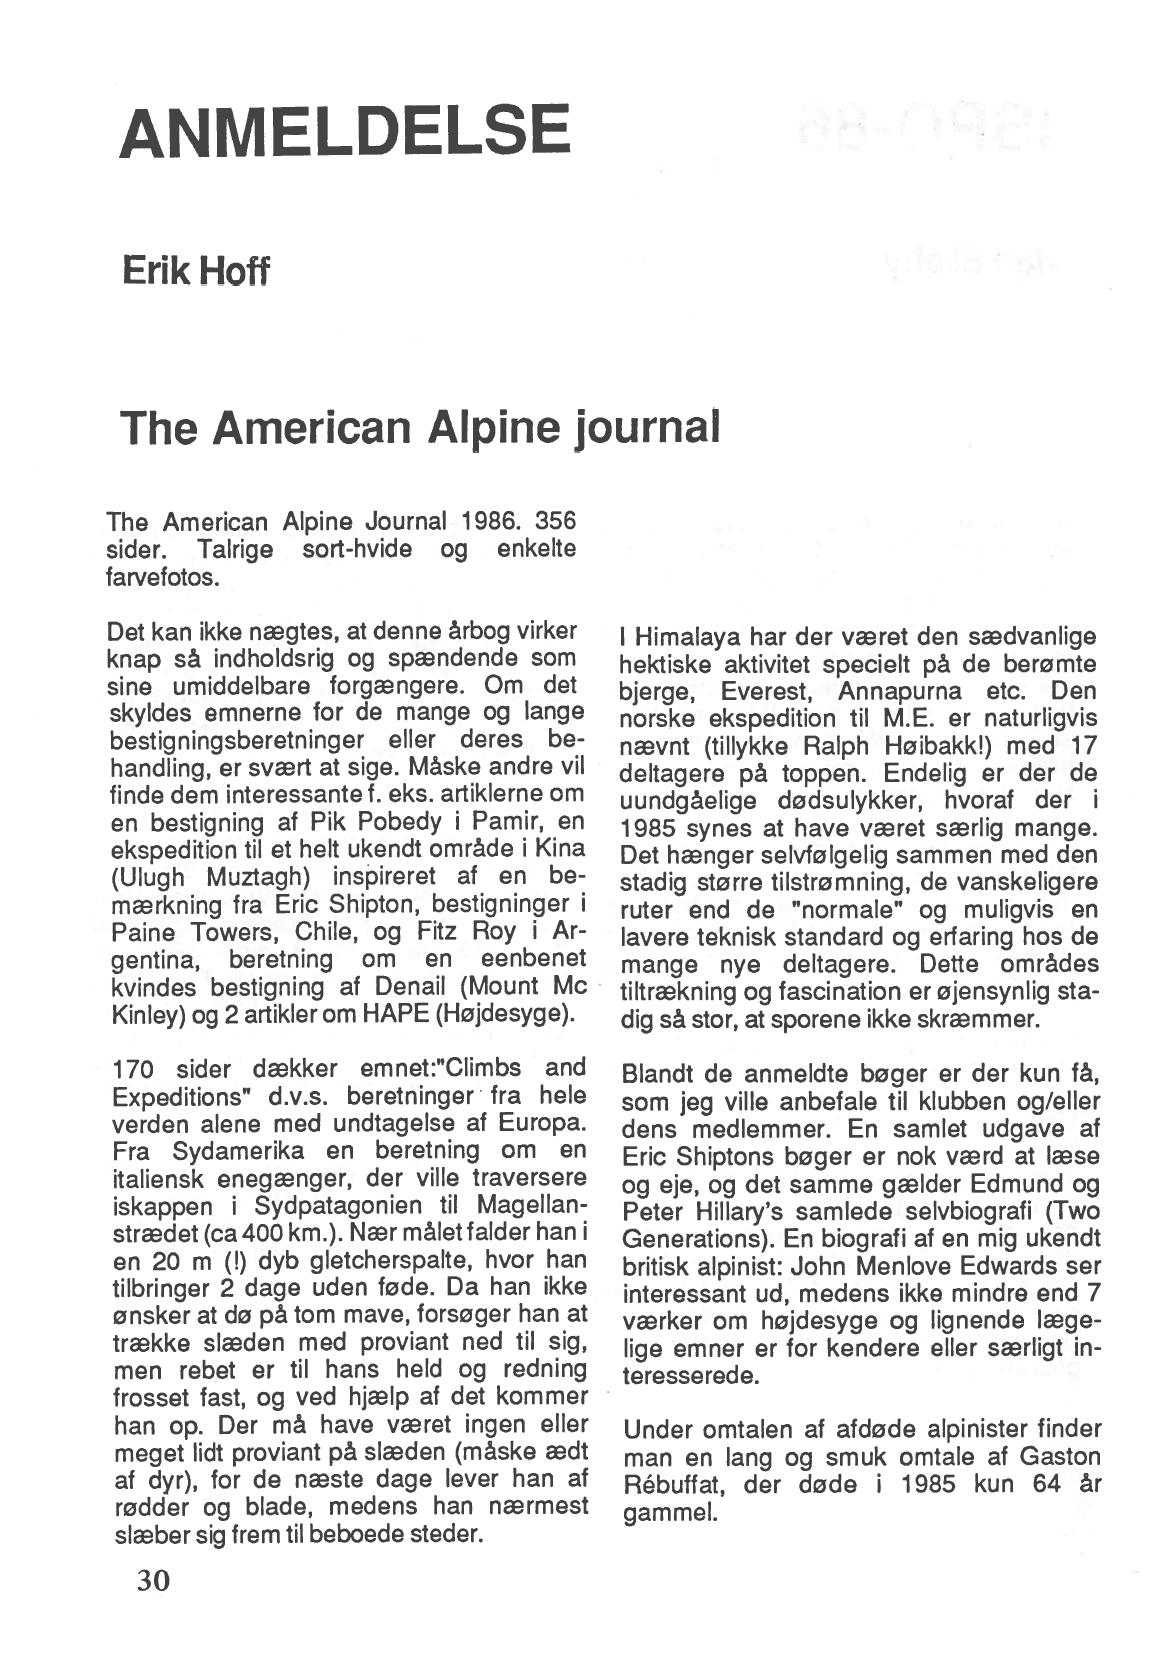 ANMELDELSE
Erik Hoff
The American Alpine journal
The American Alpine Journal 1986. 356
sider. Talrige sort-hvide og enkelte
farvefotos.
Det kan ikke nægtes, at denne årbog virker
knap så indholdsrig og spændende som
sine umiddelbare forgængere. Om det
skyldes emnerne for de mange og lange
bestigningsberetninger eller deres be-
handling, er svært at sige. Måske andre vil
finde dem interessante f. eks. artiklerne om
en bestigning af Pik Pobedy i Pamir, en
ekspedition til et helt ukendt område i Kina
(Ulugh Muztagh) inspireret af en be-
mærkning fra Eric Shipton, bestigninger i
Paine Towers, Chile, og Fitz Roy i Ar-
gentina, beretning om en eenbenet
kvindes bestigning af Denail (Mount Mc
Kinley) og 2 artikler om HAPE (Højdesyge).
170 sider dækker emnet:"Climbs and
Expeditions" d.v.s. beretninger fra hele
verden alene med undtagelse af Europa.
Fra Sydamerika en beretning om en
italiensk enegænger, der ville traversere
iskappen i Sydpatagonien til Magellan-
strædet (ca 400 km.). Nær målet falder han i
en 20 m (!) dyb gletcherspalte, hvor han
tilbringer 2 dage uden føde. Da han ikke
ønsker at dø på tom mave, forsøger han at
trække slæden med proviant ned til sig,
men rebet er til hans held og redning
frosset fast, og ved hjælp af det kommer
han op. Der må have været ingen eller
meget lidt proviant på slæden (måske ædt
af dyr), for de næste dage lever han af
rødder og blade, medens han nærmest
slæber sig frem til beboede steder.
I Himalaya har der været den sædvanlige
hektiske aktivitet specielt på de berømte
bjerge, Everest, Annapurna etc. Den
norske ekspedition til M.E. er naturligvis
nævnt (tillykke Ralph Høibakk!) med 17
deltagere på toppen. Endelig er der de
uundgåelige dødsulykker, hvoraf der i
1985 synes at have været særlig mange.
Det hænger selvfølgelig sammen med den
stadig større tilstrømning, de vanskeligere
ruter end de "normale" og muligvis en
lavere teknisk standard og erfaring hos de
mange nye deltagere. Dette områdes
tiltrækning og fascination er øjensynlig sta-
dig så stor, at sporene ikke skræmmer.
Blandt de anmeldte bøger er der kun få,
som jeg ville anbefale til klubben og/eller
dens medlemmer. En samlet udgave af
Eric Shiptons bøger er nok værd at læse
og eje, og det samme gælder Edmund og
Peter Hillary's samlede selvbiografi (Two
Generations). En biografi af en mig ukendt
britisk alpinist: John Menlove Edwards ser
interessant ud, medens ikke mindre end 7
værker om højdesyge og lignende læge-
lige emner er for kendere eller særligt in-
teresserede.
Under omtalen af afdøde alpinister finder
man en lang og smuk omtale af Gaston
Rébuffat, der døde i 1985 kun 64 år
gammel.
30